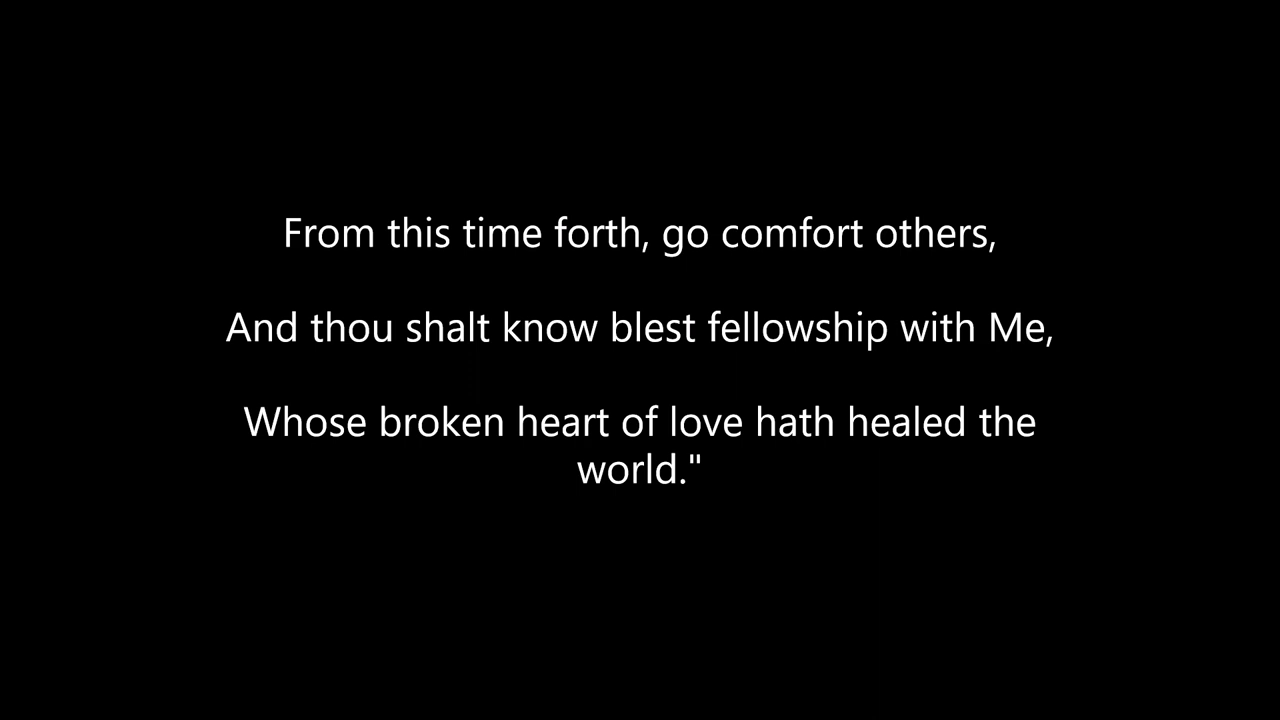 From this time forth, go comfort others,
And thou shalt know blest fellowship with Me,
Whose broken heart of love hath healed the
world."